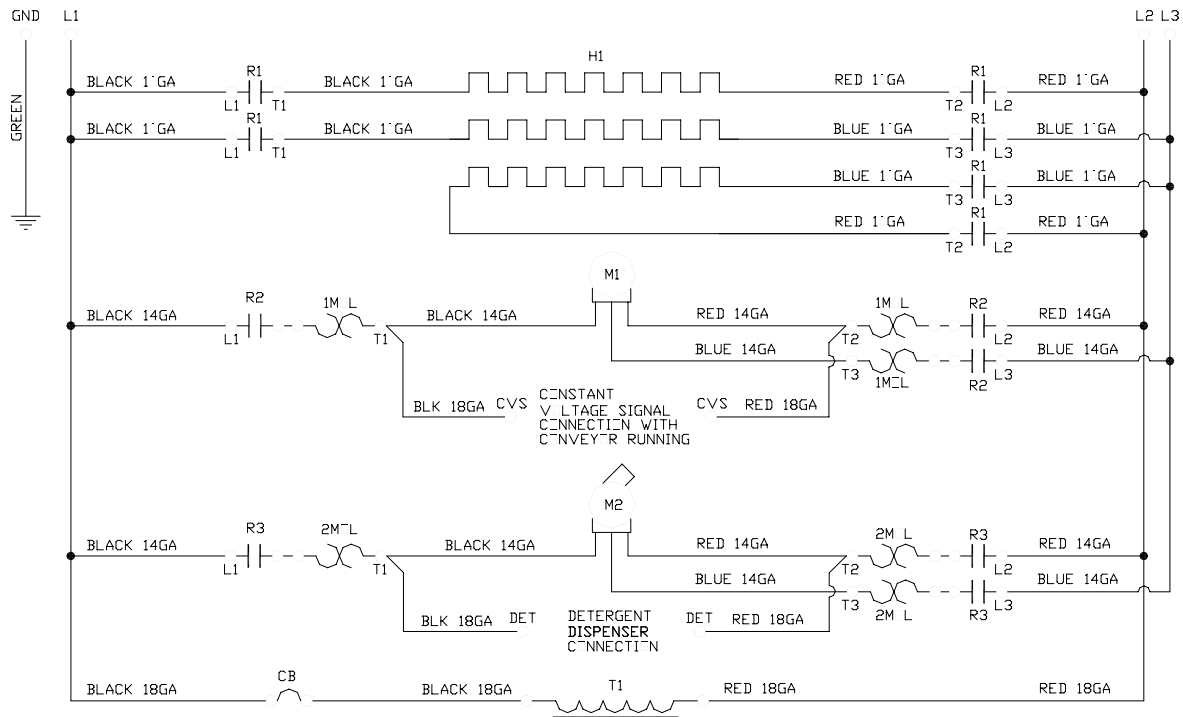 GND L1 L2 L3
H1
BLACK 1 GA R1 BLACK 1 GA RED 1 GA R1 RED 1 GA
L1 T1 T2 L2
BLACK 1 GA R1 BLACK 1 GA BLUE 1 GA R1 BLUE 1 GA
L1 T1 T3 L3
BLUE 1 GA R1 BLUE 1 GA
T3 L3
RED 1 GA R1 RED 1 GA
T2 L2
GREEN
M1
BLACK 14GA R2 1M L BLACK 14GA RED 14GA 1M L R2 RED 14GA
L1 T1 T2 L2
BLUE 14GA BLUE 14GA
T3 1M L R2 L3
BLK 18GA CVS CVS RED 18GA
C NSTANT
V LTAGE SIGNAL
C NNECTI N WITH
C NVEY R RUNNING
M2
BLACK 14GA R3 2M L BLACK 14GA RED 14GA 2M L R3 RED 14GA
L1 T1 T2 L2
BLUE 14GA BLUE 14GA
T3 2M L R3 L3
BLK 18GA DET DET RED 18GA
DETERGENT
DISPENSER
C NNECTI N
BLACK 18GA CB BLACK 18GA T1 RED 18GA RED 18GA